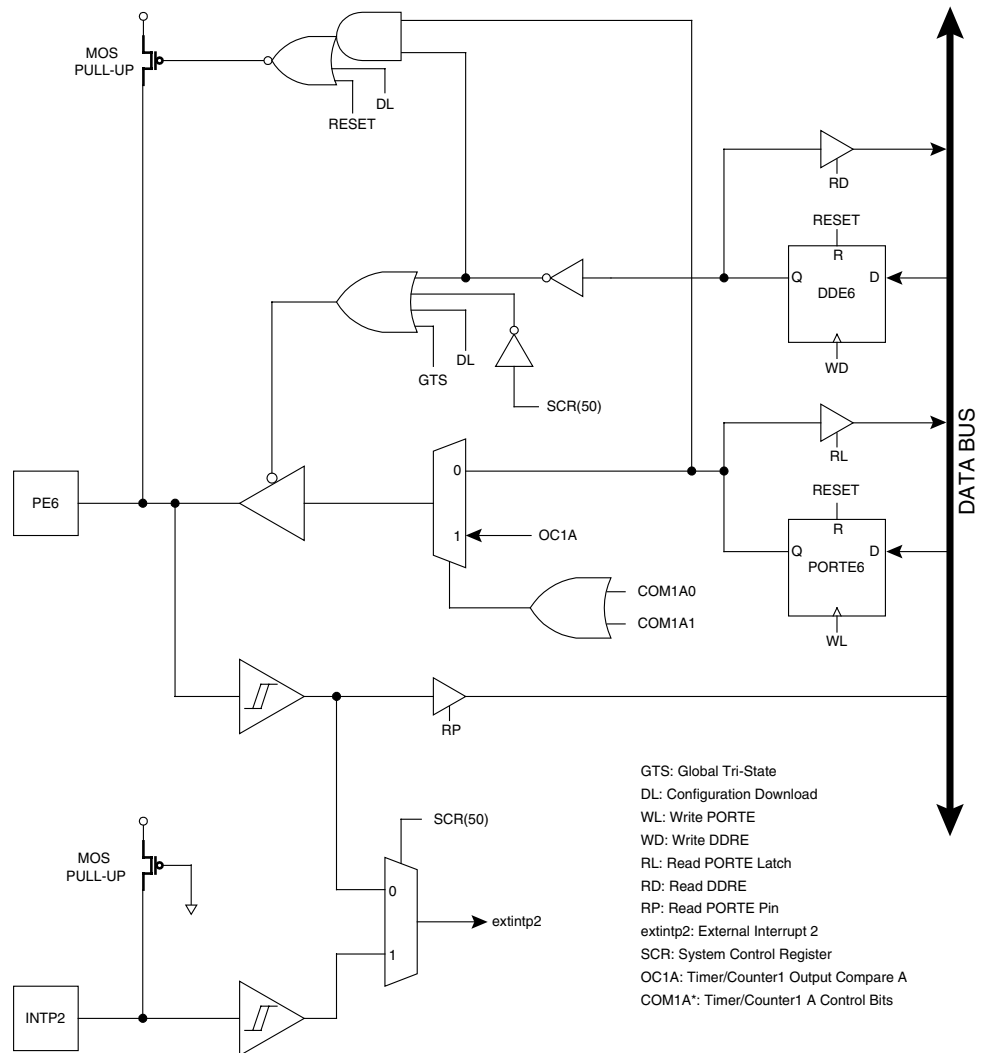 MOS
PULL-UP
DL
RESET
RD
RESET
R
Q
D
DDE6
WD
DL
GTS
SCR(50)
RL
DATA BUS
PE6
0
1
OC1A
RESET
R
Q
D
PORTE6
WL
COM1A0
COM1A1
RP
GTS: Global Tri-State
DL: Configuration Download
WL: Write PORTE
WD: Write DDRE
RL: Read PORTE Latch
RD: Read DDRE
RP: Read PORTE Pin
extintp2: External Interrupt 2
SCR: System Control Register
OC1A: Timer/Counter1 Output Compare A
COM1A*: Timer/Counter1 A Control Bits
SCR(50)
MOS
PULL-UP
0
1
extintp2
INTP2